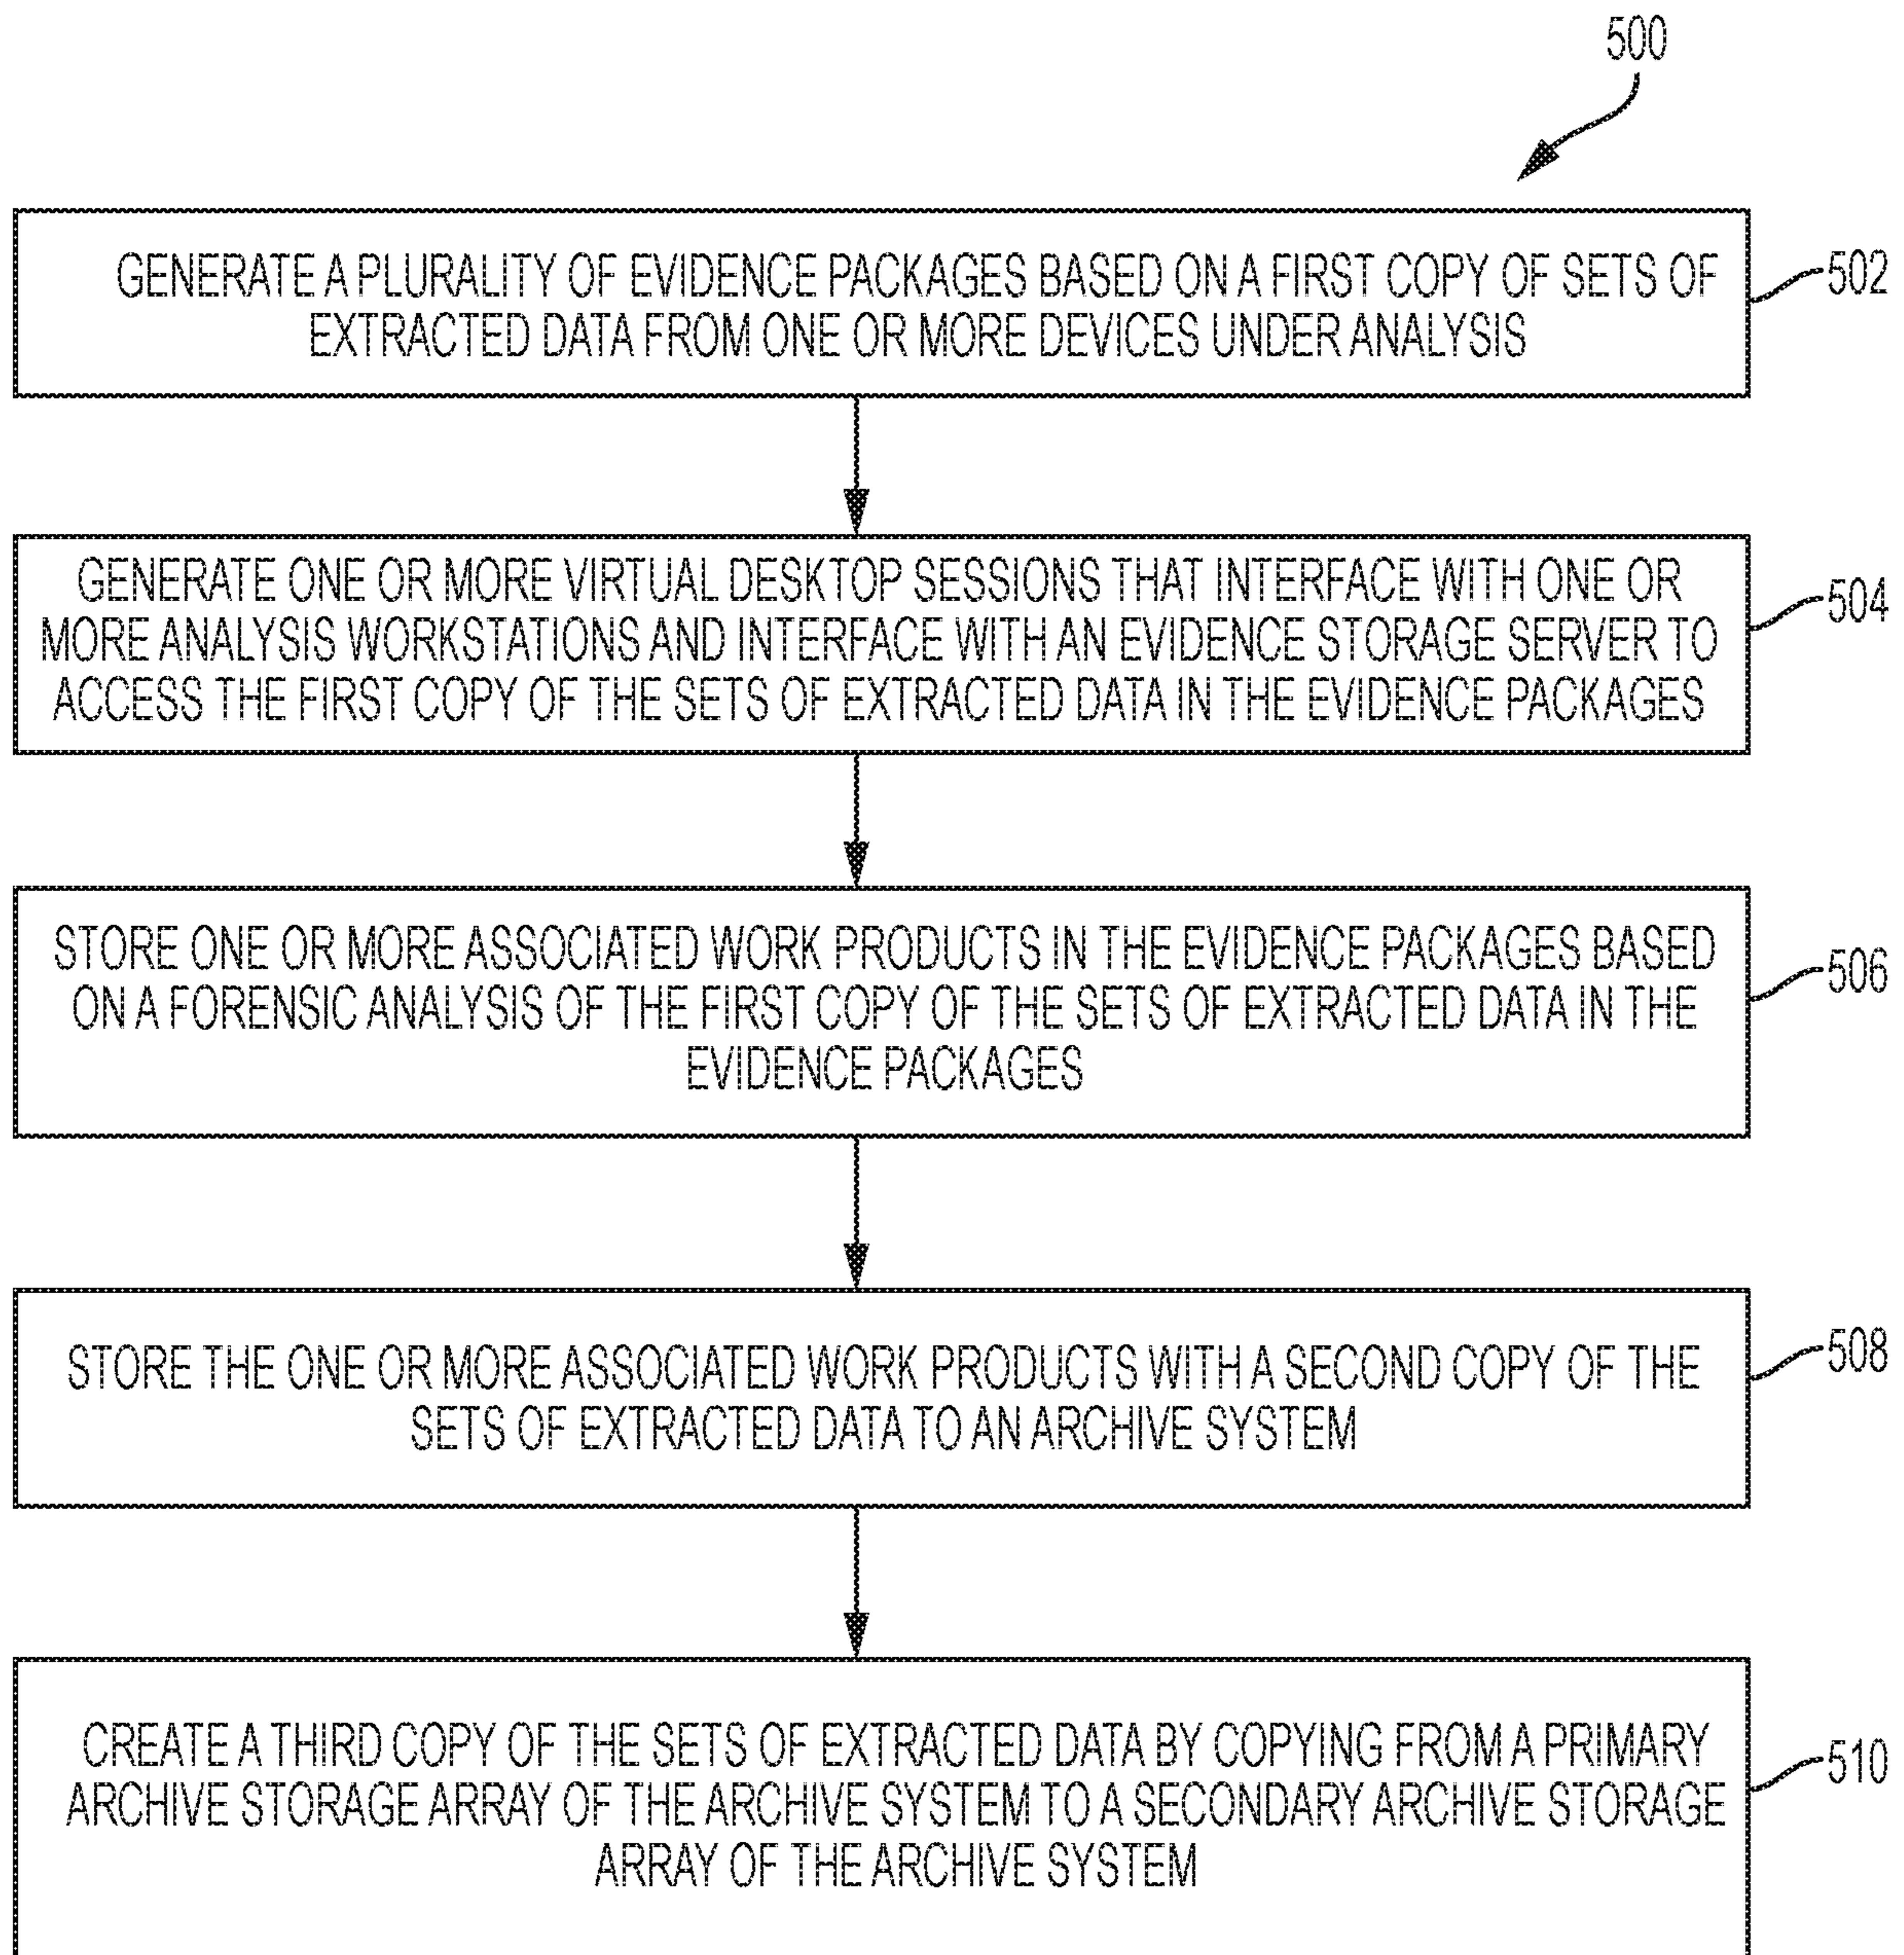 500
GENERATE A PLURALITY OF EVIDENCE PACKAGES BASED ON A FIRST COPY OF SETS OF
EXTRACTED DATA FROM ONE OR MORE DEVICES UNDER ANALYSIS
502
GENERATE ONE OR MORE VIRTUAL DESKTOP SESSIONS THAT INTERFACE WITH ONE OR
MORE ANALYSIS WORKSTATIONS AND INTERFACE WITH AN EVIDENCE STORAGE SERVER TO
ACCESS THE FIRST COPY OF THE SETS OF EXTRACTED DATA IN THE EVIDENCE PACKAGES
504
STORE ONE OR MORE ASSOCIATED WORK PRODUCTS IN THE EVIDENCE PACKAGES BASED
ON A FORENSIC ANALYSIS OF THE FIRST COPY OF THE SETS OF EXTRACTED DATA IN THE
EVIDENCE PACKAGES
506
STORE THE ONE OR MORE ASSOCIATED WORK PRODUCTS WITH A SECOND COPY OF THE
SETS OF EXTRACTED DATA TO AN ARCHIVE SYSTEM
508
CREATE A THIRD COPY OF THE SETS OF EXTRACTED DATA BY COPYING FROM A PRIMARY
ARCHIVE STORAGE ARRAY OF THE ARCHIVE SYSTEM TO A SECONDARY ARCHIVE STORAGE
ARRAY OF THE ARCHIVE SYSTEM
510